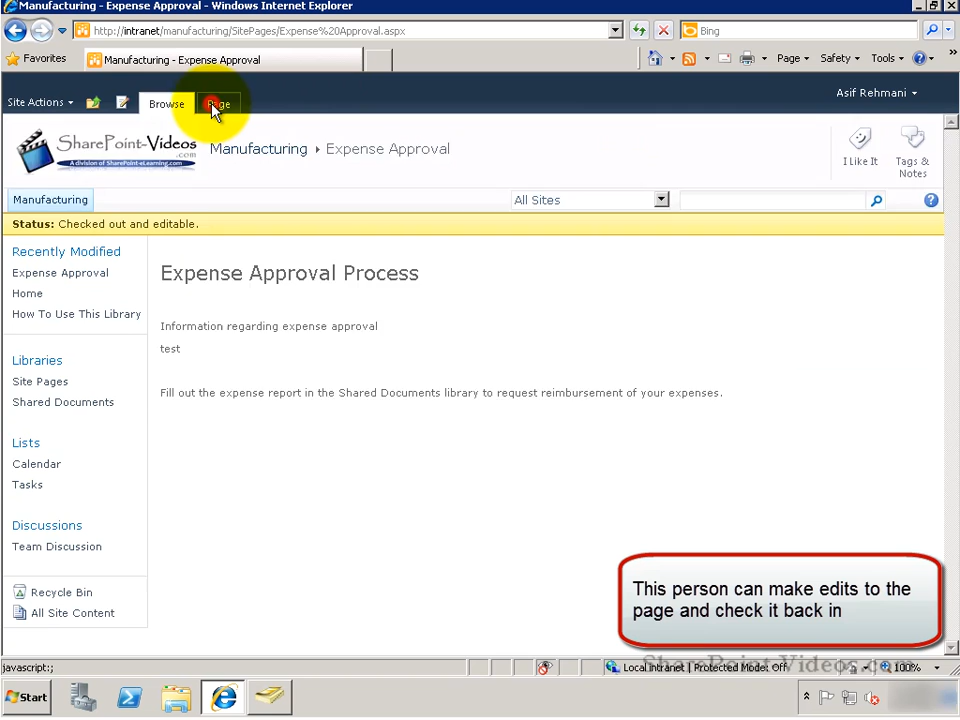 Manufacturing - Expense Approval - Windows Internet Explorer
http://intranet/manufacturing/SitePages/Expense%20Approval.aspx
Bing
Favorites
Manufacturing - Expense Approval
Page
Safety
Tools
Site Actions
Browse
Page
Asif Rehmani
SharePoint-Videos
.com
A division of SharePoint-eLearning.com
Manufacturing
Expense Approval
I Like It
Tags & Notes
Manufacturing
All Sites
Status: Checked out and editable.
Recently Modified
Expense Approval
Home
How To Use This Library
Libraries
Site Pages
Shared Documents
Lists
Calendar
Tasks
Discussions
Team Discussion
Recycle Bin
All Site Content
Expense Approval Process
Information regarding expense approval
test
Fill out the expense report in the Shared Documents library to request reimbursement of your expenses.
This person can make edits to the
page and check it back in
javascript:;
Local intranet | Protected Mode: Off
100%
SharePoint-Videos.com
Start